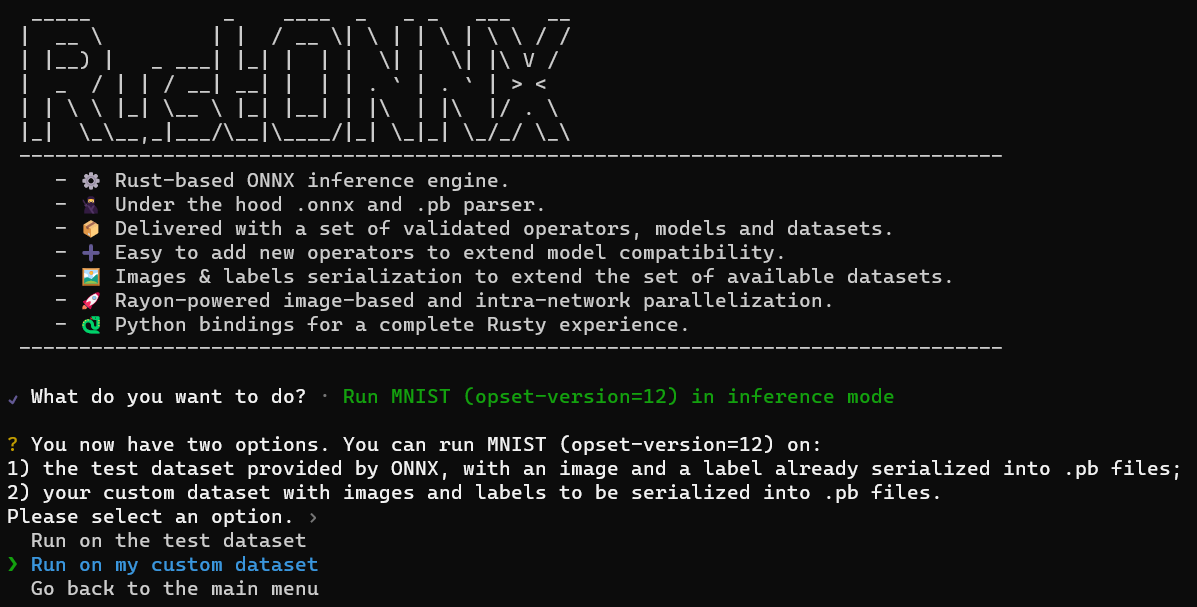 RustONNX
- ⚙️ Rust-based ONNX inference engine.
- 🥷 Under the hood .onnx and .pb parser.
- 📦 Delivered with a set of validated operators, models and datasets.
- ➕ Easy to add new operators to extend model compatibility.
- 🖼️ Images & labels serialization to extend the set of available datasets.
- 🚀 Rayon-powered image-based and intra-network parallelization.
- 🐍 Python bindings for a complete Rusty experience.
✔ What do you want to do? · Run MNIST (opset-version=12) in inference mode
? You now have two options. You can run MNIST (opset-version=12) on:
1) the test dataset provided by ONNX, with an image and a label already serialized into .pb files;
2) your custom dataset with images and labels to be serialized into .pb files.
Please select an option. ›
Run on the test dataset
❯ Run on my custom dataset
Go back to the main menu